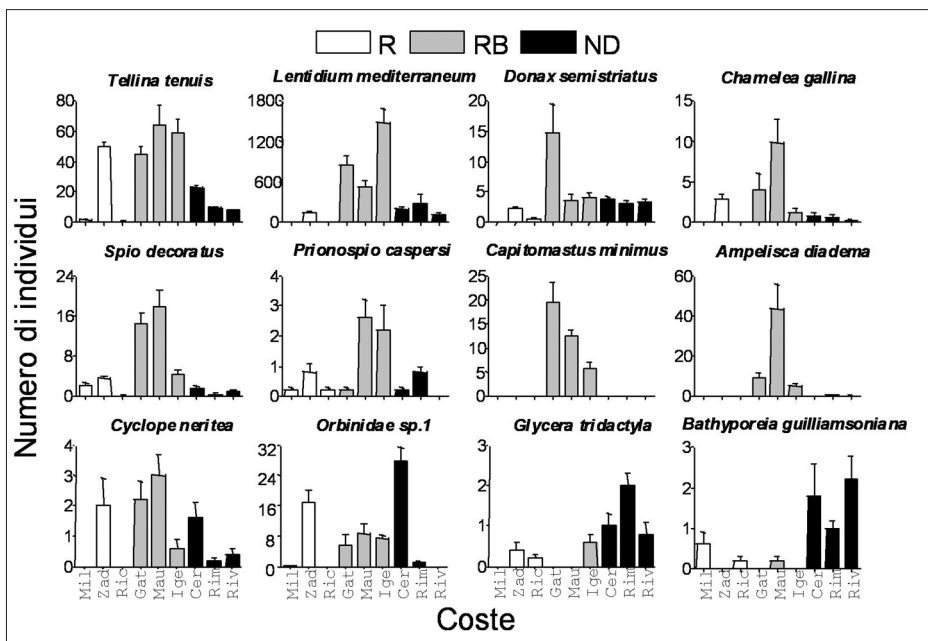 R RB ND
Tellina tenuis Lentidium mediterraneum Donax semistriatus Chamelea gallina
80 1800 20 15
60 1200 15 10
40 600 10 5
20 0 5 0
0 0
Spio decoratus Prionospio caspersi Capitomastus minimus Ampelisca diadema
24 4 25 60
16 3 20 40
8 2 15 20
0 1 10 0
0 5
0
Cyclope neritea Orbinidae sp.1 Glycera tridactyla Bathyporeia guilliamsoniana
4 32 3 3
3 24 2 2
2 16 1 1
1 8 0 0
0 0
Mil Zad Ric Gat Mau Ige Cer Rim Riv Mil Zad Ric Gat Mau Ige Cer Rim Riv Mil Zad Ric Gat Mau Ige Cer Rim Riv Mil Zad Ric Gat Mau Ige Cer Rim Riv
Numero di individui
Coste